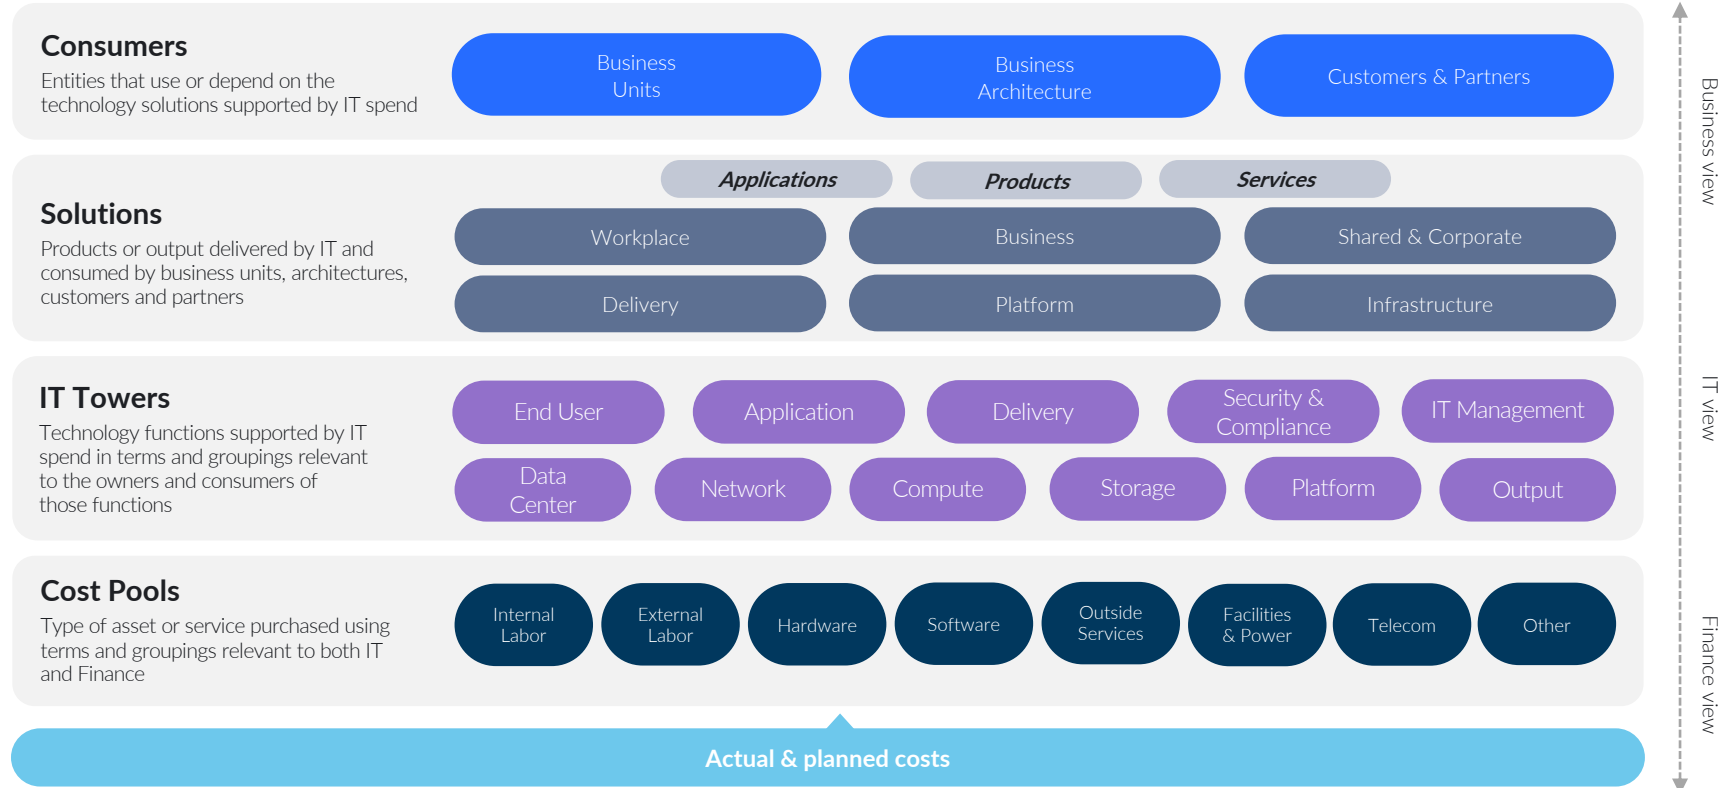 Consumers
Entities that use or depend on the
technology solutions supported by IT spend
Business
Units
Business
Architecture
Customers & Partners
Applications
Products
Services
Solutions
Products or output delivered by IT and
consumed by business units, architectures,
customers and partners
Workplace
Business
Shared & Corporate
Delivery
Platform
Infrastructure
IT Towers
Technology functions supported by IT
spend in terms and groupings relevant
to the owners and consumers of
those functions
End User
Application
Delivery
Security &
Compliance
IT Management
Data
Center
Network
Compute
Storage
Platform
Output
Cost Pools
Type of asset or service purchased using
terms and groupings relevant to both IT
and Finance
Internal
Labor
External
Labor
Hardware
Software
Outside
Services
Facilities
& Power
Telecom
Other
Actual & planned costs
Business view
IT view
Finance view